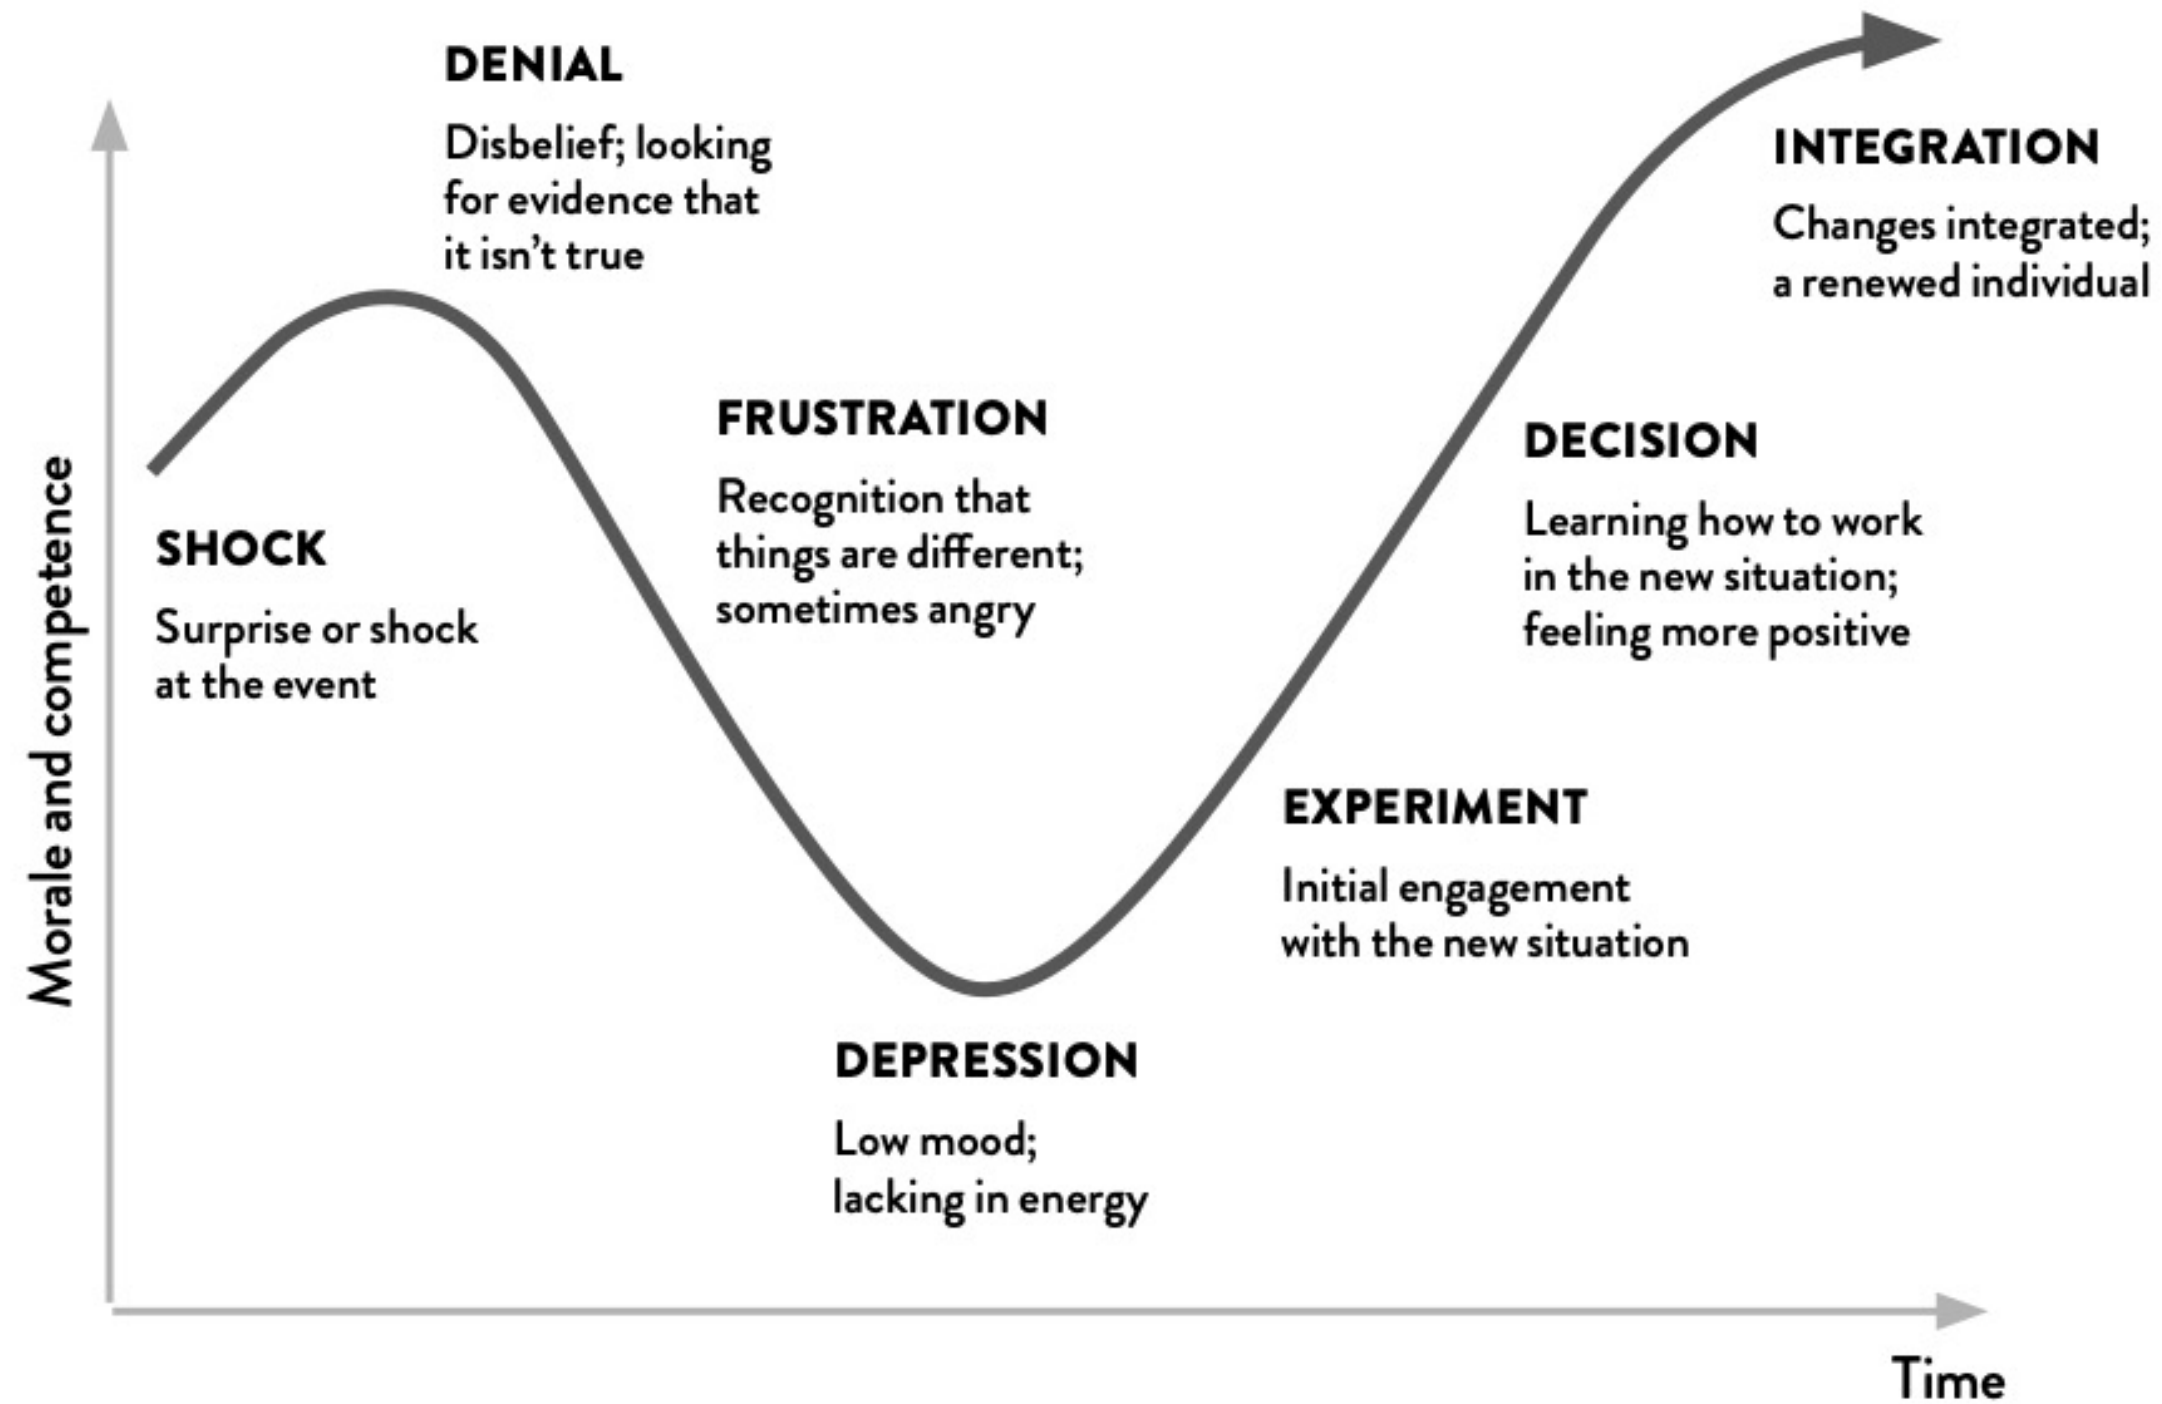 DENIAL
Disbelief; looking
for evidence that
it isn’t true
INTEGRATION
Changes integrated;
a renewed individual
FRUSTRATION
Recognition that
things are different;
sometimes angry
DECISION
Learning how to work
in the new situation;
feeling more positive
SHOCK
Surprise or shock
at the event
Morale and competence
EXPERIMENT
Initial engagement
with the new situation
DEPRESSION
Low mood;
lacking in energy
Time